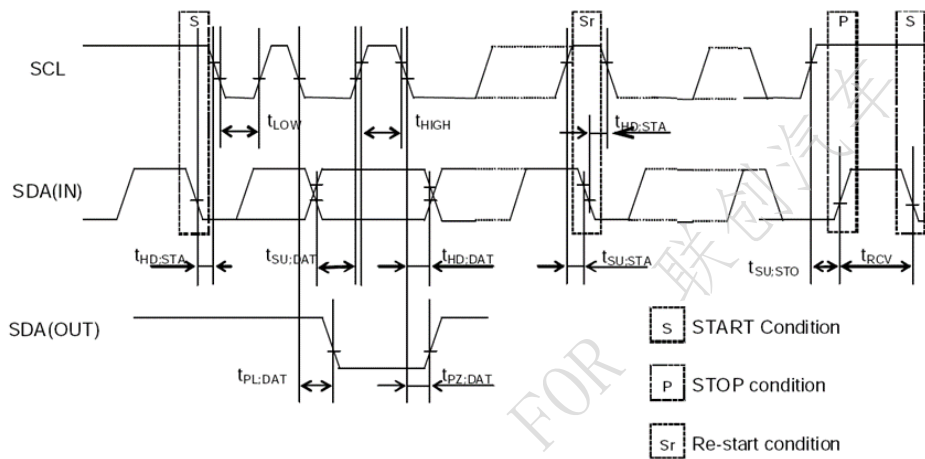 S Sr P S
SCL
tLOW tHIGH tHD;STA
SDA(IN)
tHD;STA tSU;DAT tHD;DAT tSU;STA tSU;STO tRCV
SDA(OUT)
tPL;DAT tPZ;DAT
S START Condition
P STOP condition
Sr Re-start condition
FOR 联创汽车